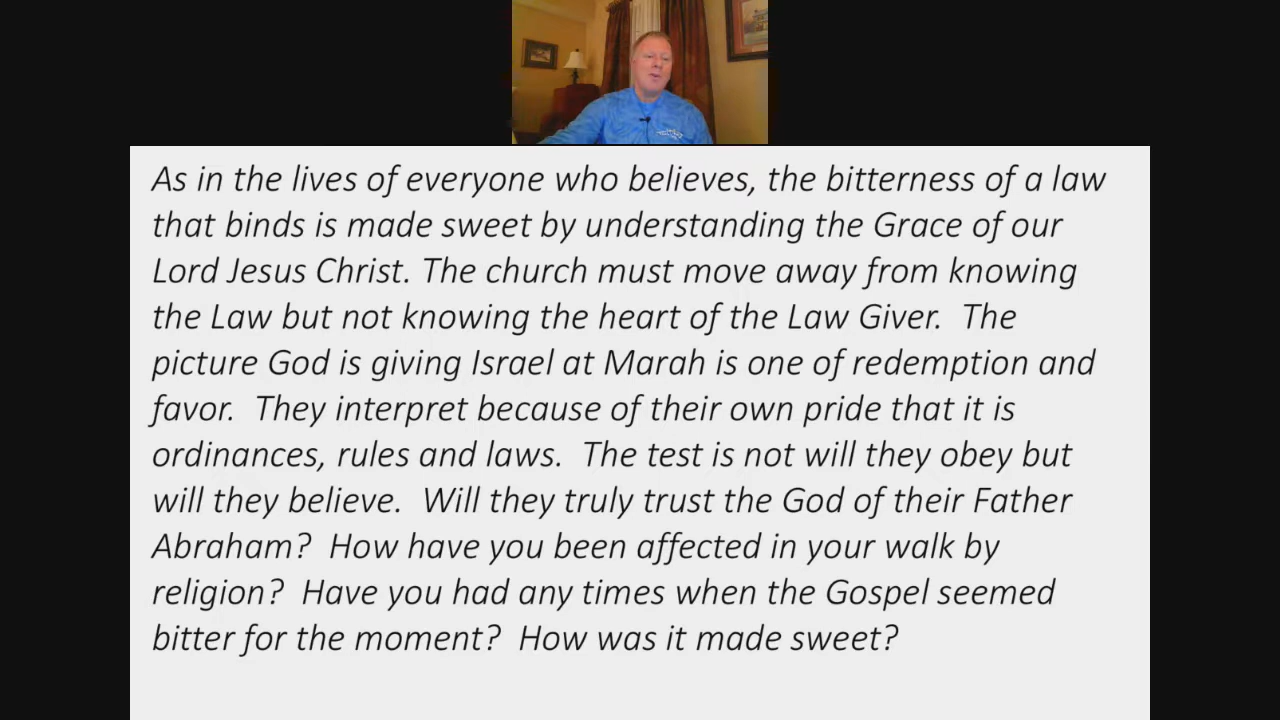 As in the lives of everyone who believes, the bitterness of a law
that binds is made sweet by understanding the Grace of our
Lord Jesus Christ. The church must move away from knowing
the Law but not knowing the heart of the Law Giver.  The
picture God is giving Israel at Marah is one of redemption and
favor.  They interpret because of their own pride that it is
ordinances, rules and laws.  The test is not will they obey but
will they believe.  Will they truly trust the God of their Father
Abraham?  How have you been affected in your walk by
religion?  Have you had any times when the Gospel seemed
bitter for the moment?  How was it made sweet?